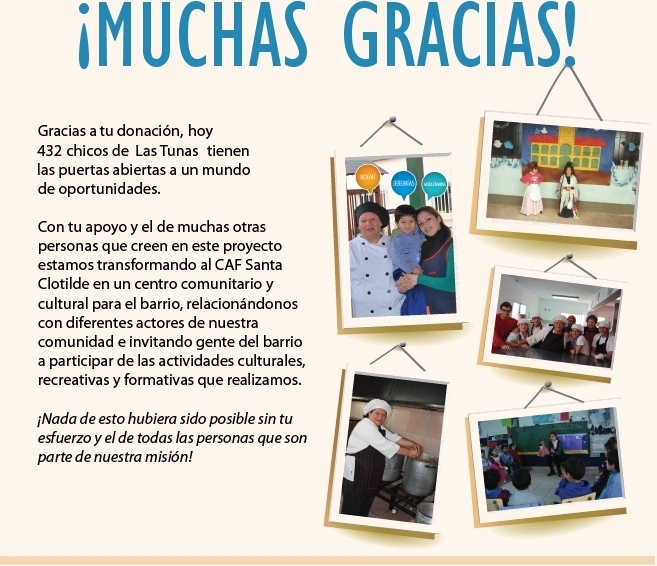 ¡MUCHAS GRACIAS!
Gracias a tu donación, hoy
432 chicos de Las Tunas tienen
las puertas abiertas a un mundo
de oportunidades.
Con tu apoyo y el de muchas otras
personas que creen en este proyecto
estamos transformando al CAF Santa
Clotilde en un centro comunitario y
cultural para el barrio, relacionándonos
con diferentes actores de nuestra
comunidad e invitando gente del barrio
a participar de las actividades culturales,
recreativas y formativas que realizamos.
¡Nada de esto hubiera sido posible sin tu
esfuerzo y el de todas las personas que son
parte de nuestra misión!
NOEMÍ
JEREMÍAS